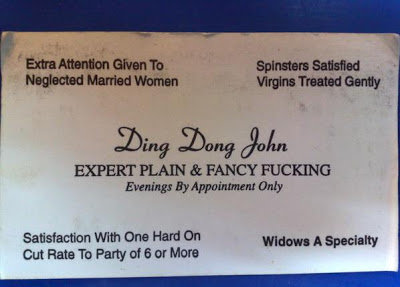 Extra Attention Given To
Neglected Married Women
Spinsters Satisfied
Virgins Treated Gently
Ding Dong John
EXPERT PLAIN & FANCY FUCKING
Evenings By Appointment Only
Satisfaction With One Hard On
Cut Rate To Party of 6 or More
Widows A Specialty